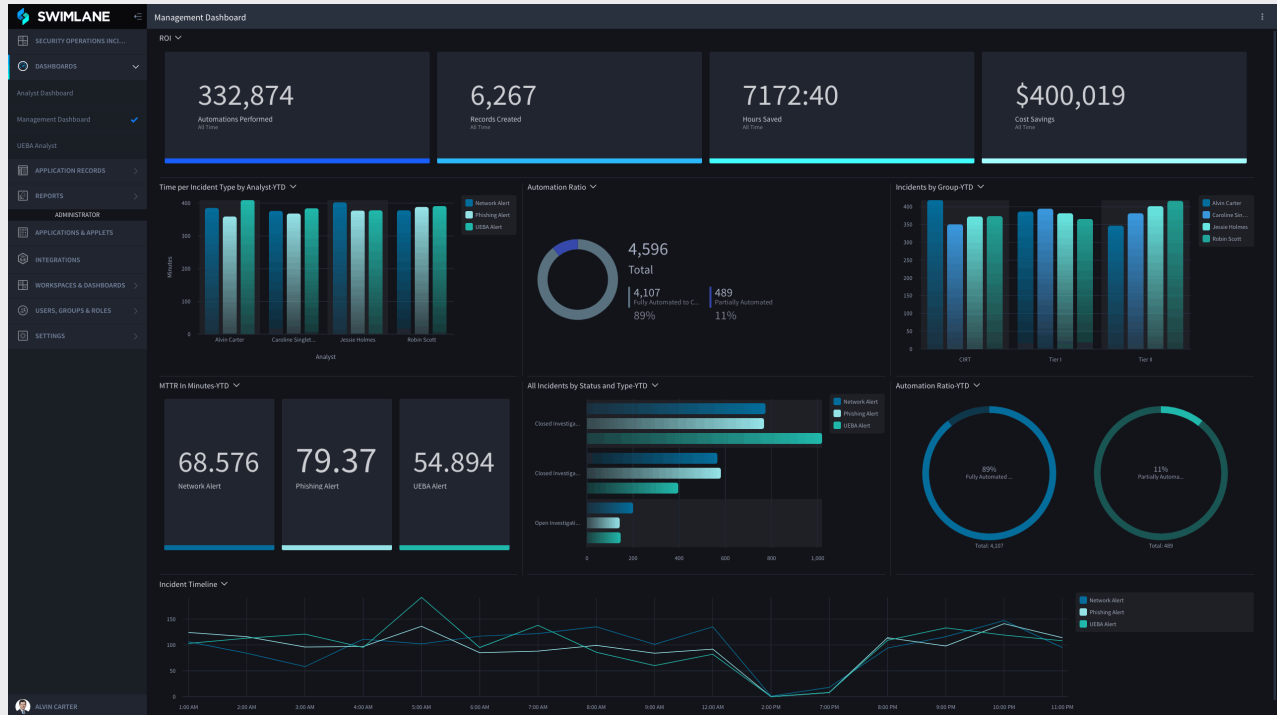 SWIMLANE
Management Dashboard
SECURITY OPERATIONS INCI...
DASHBOARDS
Analyst Dashboard
Management Dashboard
UEBA Analyst
APPLICATION RECORDS
REPORTS
ADMINISTRATOR
APPLICATIONS & APPLETS
INTEGRATIONS
WORKSPACES & DASHBOARDS
USERS, GROUPS & ROLES
SETTINGS
ALVIN CARTER
ROI
332,874
Automations Performed
All Time
6,267
Records Created
All Time
7172:40
Hours Saved
All Time
$400,019
Cost Savings
All Time
Time per Incident Type by Analyst-YTD
400
300
200
100
0
Minutes
Alvin Carter
Caroline Singlet...
Jessie Holmes
Robin Scott
Analyst
Network Alert
Phishing Alert
UEBA Alert
Automation Ratio
4,596
Total
4,107
Fully Automated to C...
89%
489
Partially Automated
11%
Incidents by Group-YTD
400
350
300
250
200
150
100
50
0
CIRT
Tier I
Tier II
Alvin Carter
Caroline Sin...
Jessie Holmes
Robin Scott
MTTR In Minutes-YTD
68.576
Network Alert
79.37
Phishing Alert
54.894
UEBA Alert
All Incidents by Status and Type-YTD
Closed Investiga...
Closed Investiga...
Open Investigati...
0 200 400 600 800 1,000
Network Alert
Phishing Alert
UEBA Alert
Automation Ratio-YTD
89%
Fully Automated ...
Total: 4,107
11%
Partially Automa...
Total: 489
Incident Timeline
150
100
50
0
1:00 AM 2:00 AM 3:00 AM 4:00 AM 5:00 AM 6:00 AM 7:00 AM 8:00 AM 9:00 AM 12:00 AM 2:00 PM 7:00 PM 8:00 PM 9:00 PM 10:00 PM 11:00 PM
Network Alert
Phishing Alert
UEBA Alert